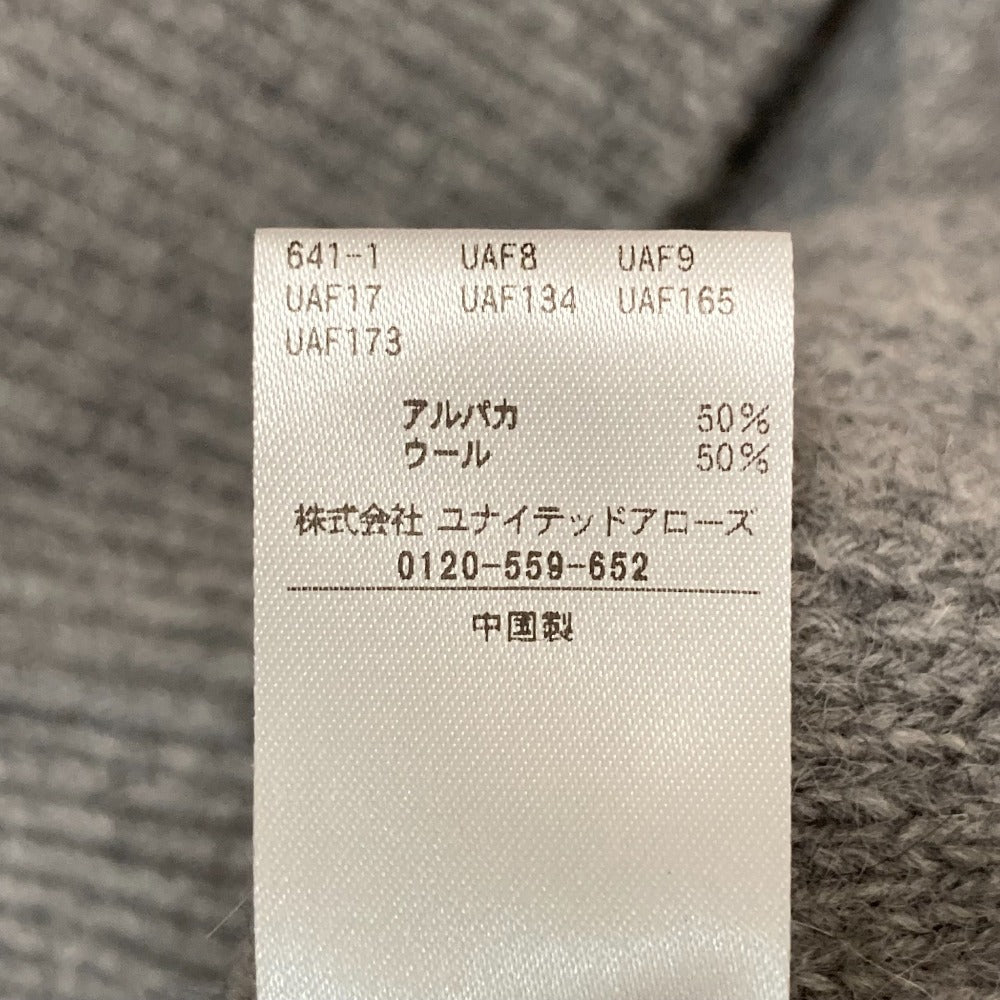 641-1 UAF8 UAF9
UAF17 UAF134 UAF165
UAF173
アルパカ 50%
ウール 50%
株式会社 ユナイテッドアローズ
0120-559-652
中国製